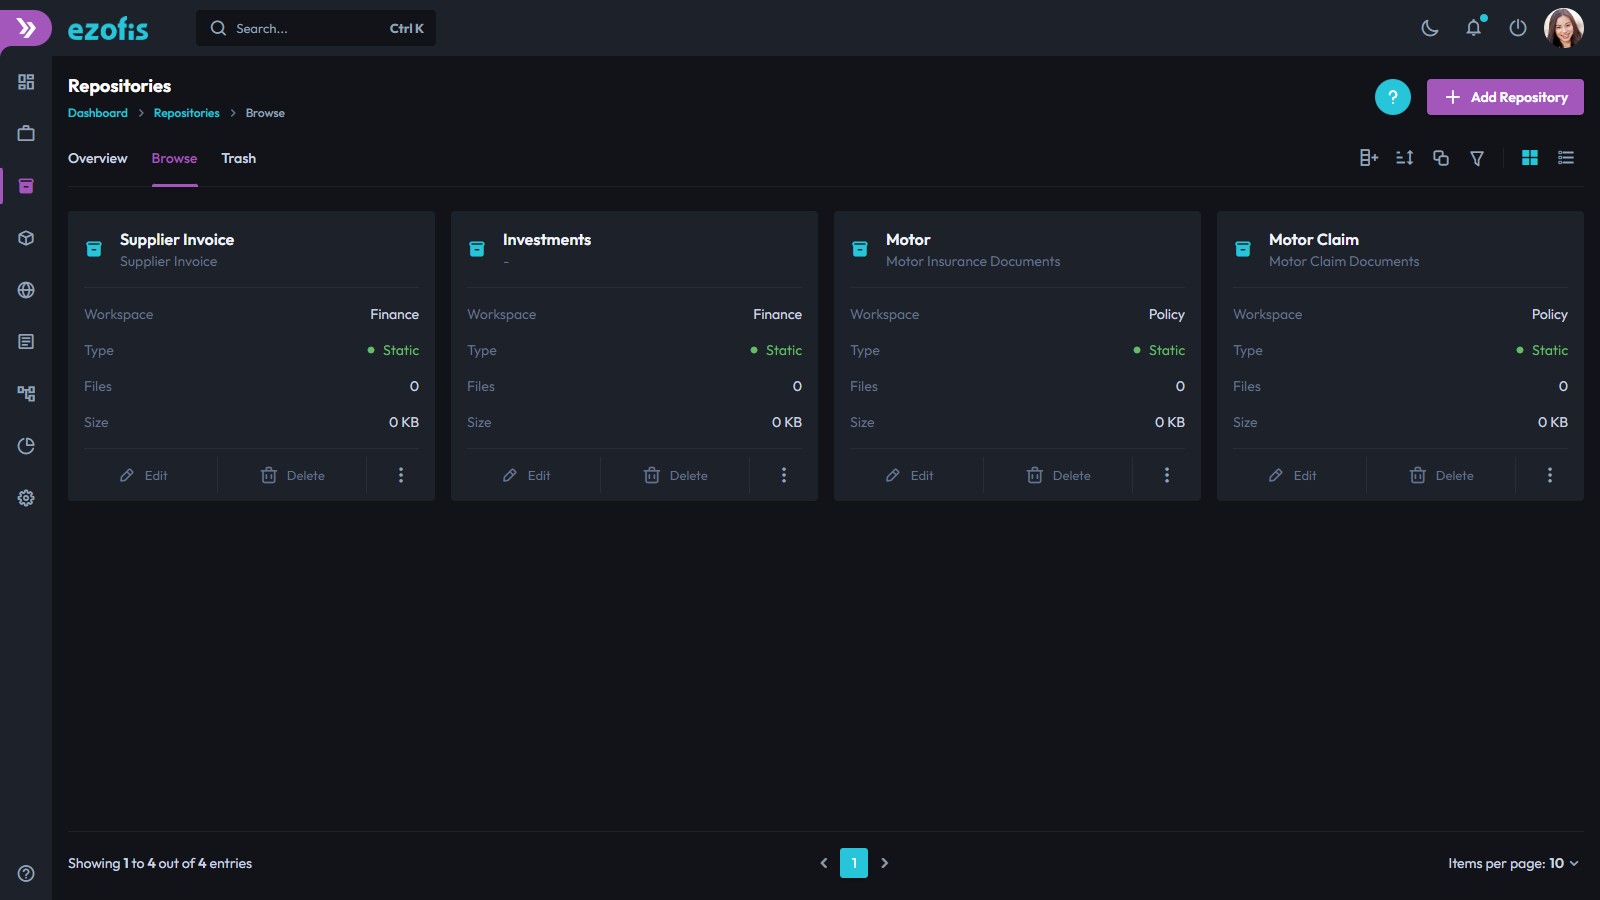 ezofis
Search... Ctrl K
Repositories
Dashboard > Repositories > Browse
? + Add Repository
Overview Browse Trash
Supplier Invoice
Supplier Invoice
Workspace Finance
Type Static
Files 0
Size 0 KB
Edit Delete
Investments
-
Workspace Finance
Type Static
Files 0
Size 0 KB
Edit Delete
Motor
Motor Insurance Documents
Workspace Policy
Type Static
Files 0
Size 0 KB
Edit Delete
Motor Claim
Motor Claim Documents
Workspace Policy
Type Static
Files 0
Size 0 KB
Edit Delete
Showing 1 to 4 out of 4 entries
1
Items per page: 10